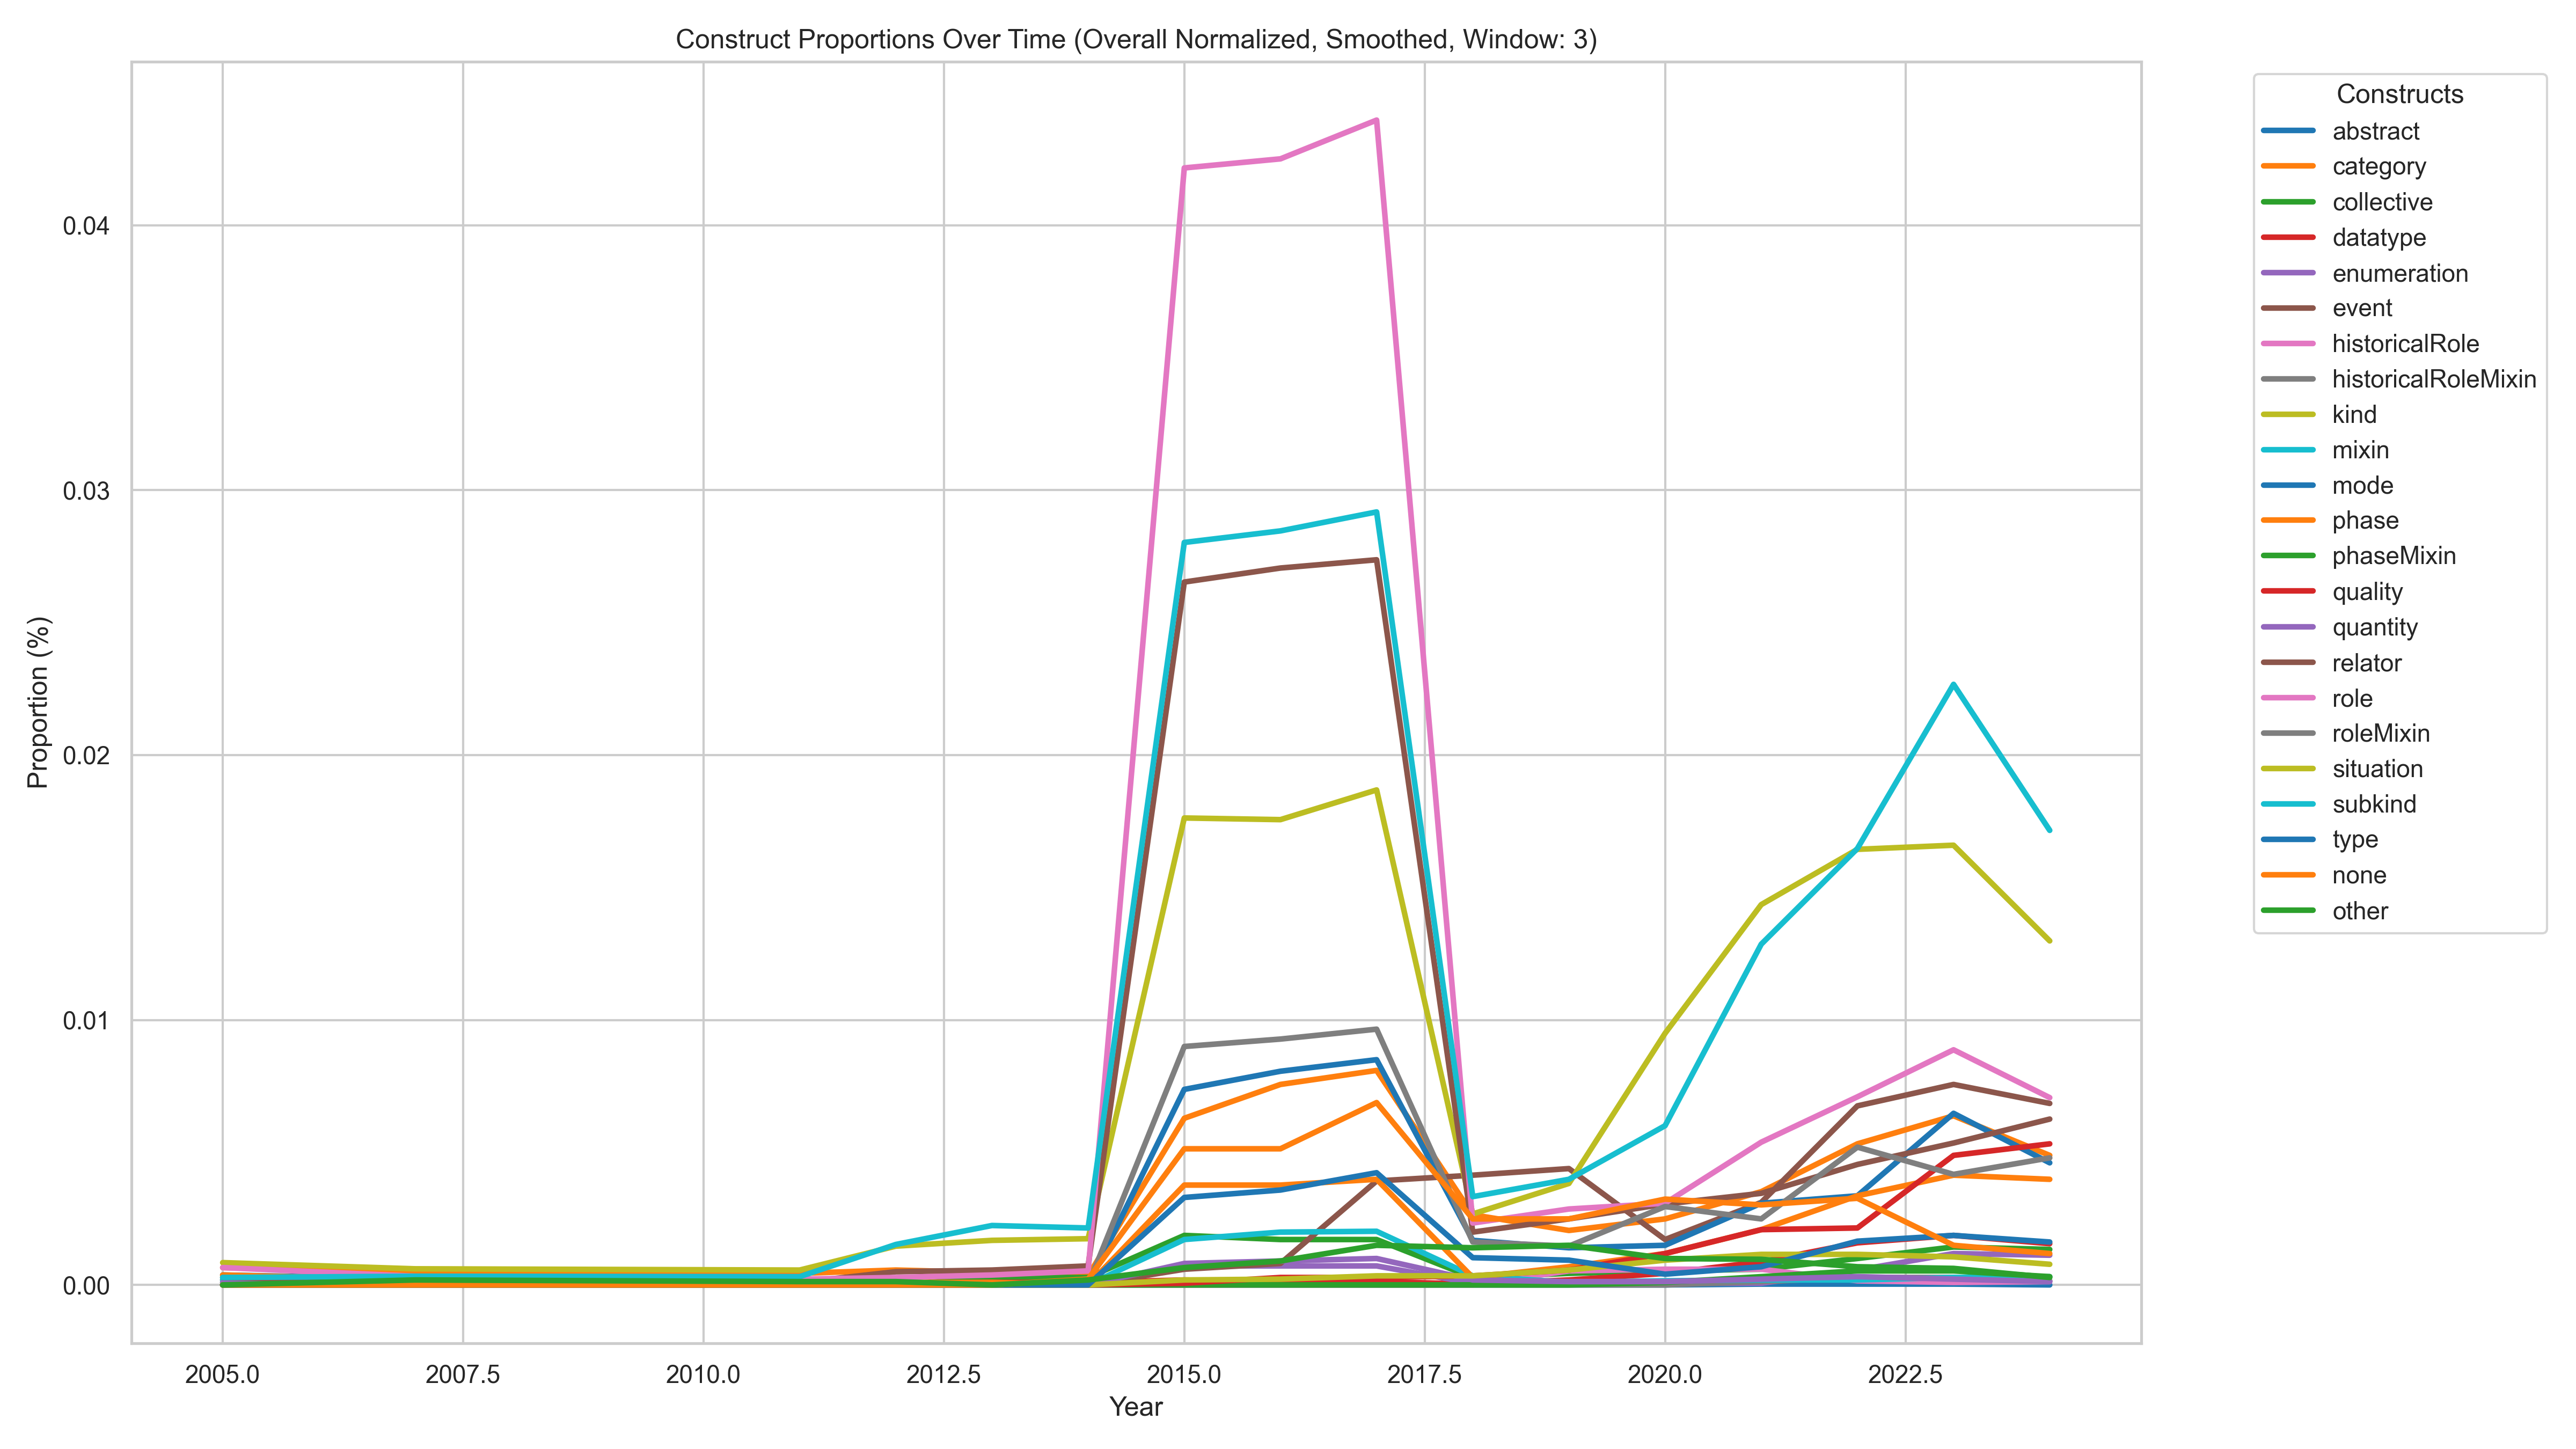 Construct Proportions Over Time (Overall Normalized, Smoothed, Window: 3)
Proportion (%)
0.04
0.03
0.02
0.01
0.00
2005.0
2007.5
2010.0
2012.5
2015.0
2017.5
2020.0
2022.5
Year
Constructs
abstract
category
collective
datatype
enumeration
event
historicalRole
historicalRoleMixin
kind
mixin
mode
phase
phaseMixin
quality
quantity
relator
role
roleMixin
situation
subkind
type
none
other